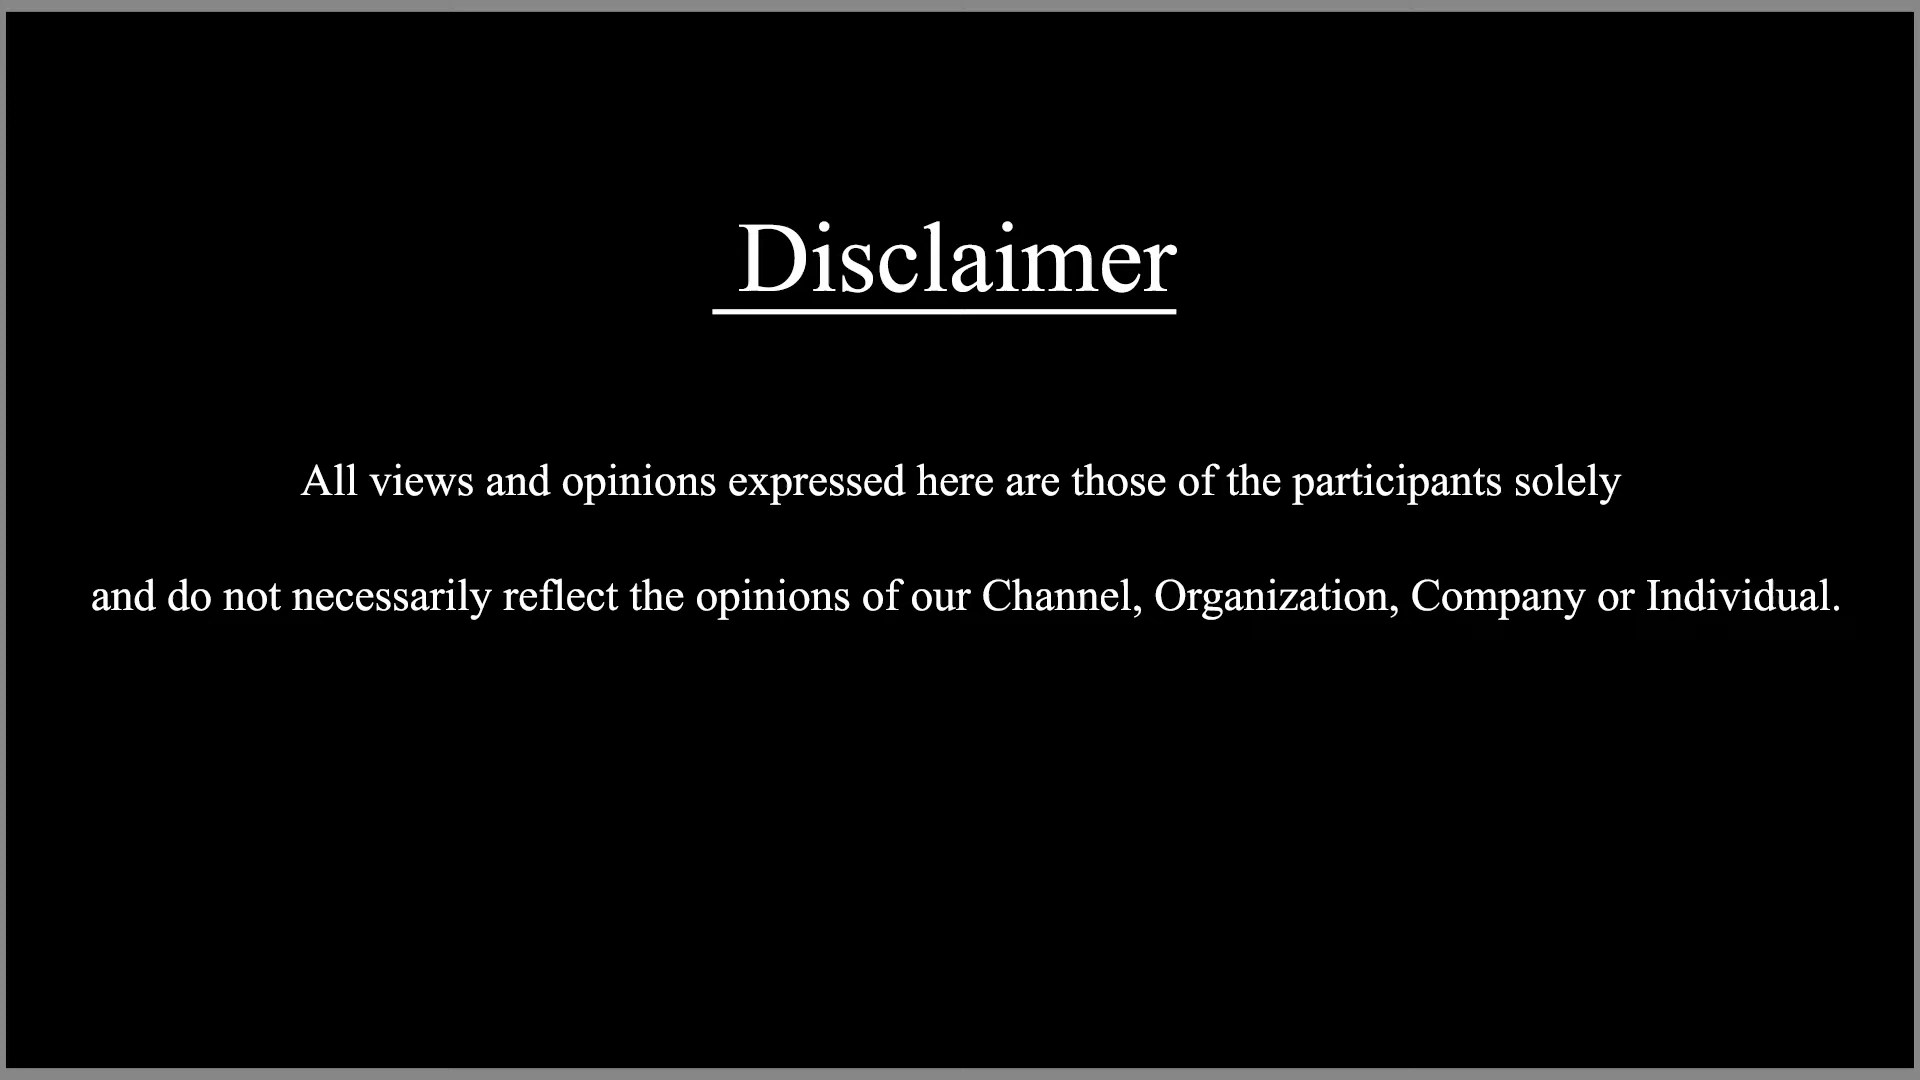 Disclaimer
All views and opinions expressed here are those of the participants solely
and do not necessarily reflect the opinions of our Channel, Organization, Company or Individual.